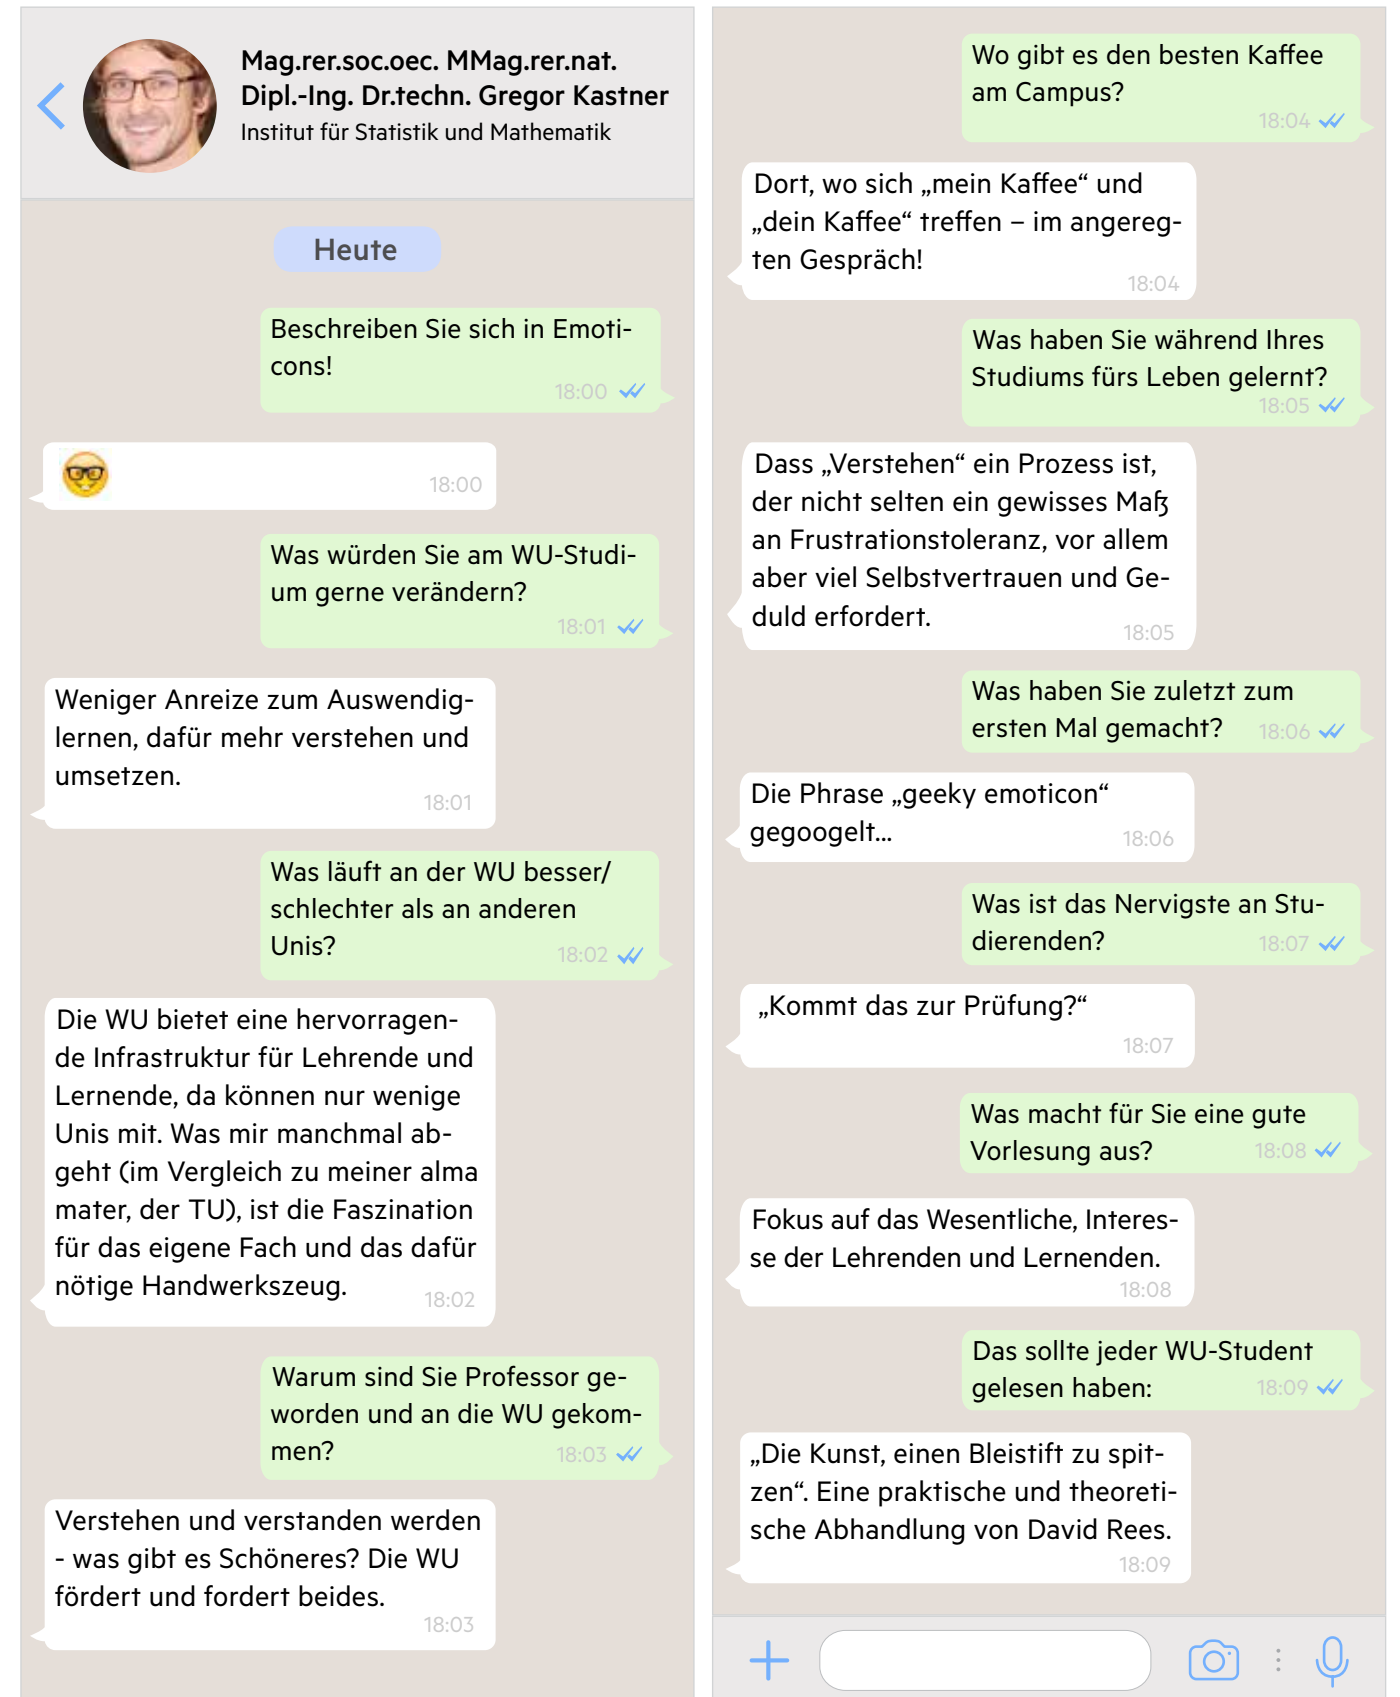 Mag.rer.soc.oec. MMag.rer.nat.
Dipl.-Ing. Dr.techn. Gregor Kastner
Institut für Statistik und Mathematik
Heute
Beschreiben Sie sich in Emoti-
cons!
18:00
18:00
Was würden Sie am WU-Studi-
um gerne verändern?
18:01
Weniger Anreize zum Auswendig-
lernen, dafür mehr verstehen und
umsetzen.
18:01
Was läuft an der WU besser/
schlechter als an anderen
Unis?
18:02
Die WU bietet eine hervorragen-
de Infrastruktur für Lehrende und
Lernende, da können nur wenige
Unis mit. Was mir manchmal ab-
geht (im Vergleich zu meiner alma
mater, der TU), ist die Faszination
für das eigene Fach und das dafür
nötige Handwerkszeug.
18:02
Warum sind Sie Professor ge-
worden und an die WU gekom-
men?
18:03
Verstehen und verstanden werden
- was gibt es Schöneres? Die WU
fördert und fordert beides.
18:03
Wo gibt es den besten Kaffee
am Campus?
18:04
Dort, wo sich „mein Kaffee“ und
„dein Kaffee“ treffen – im angereg-
ten Gespräch!
18:04
Was haben Sie während Ihres
Studiums fürs Leben gelernt?
18:05
Dass „Verstehen“ ein Prozess ist,
der nicht selten ein gewisses Maß
an Frustrationstoleranz, vor allem
aber viel Selbstvertrauen und Ge-
duld erfordert.
18:05
Was haben Sie zuletzt zum
ersten Mal gemacht? 18:06
Die Phrase „geeky emoticon“
gegoogelt... 18:06
Was ist das Nervigste an Stu-
dierenden? 18:07
„Kommt das zur Prüfung?“
18:07
Was macht für Sie eine gute
Vorlesung aus? 18:08
Fokus auf das Wesentliche, Interes-
se der Lehrenden und Lernenden.
18:08
Das sollte jeder WU-Student
gelesen haben: 18:09
„Die Kunst, einen Bleistift zu spit-
zen“. Eine praktische und theoreti-
sche Abhandlung von David Rees.
18:09